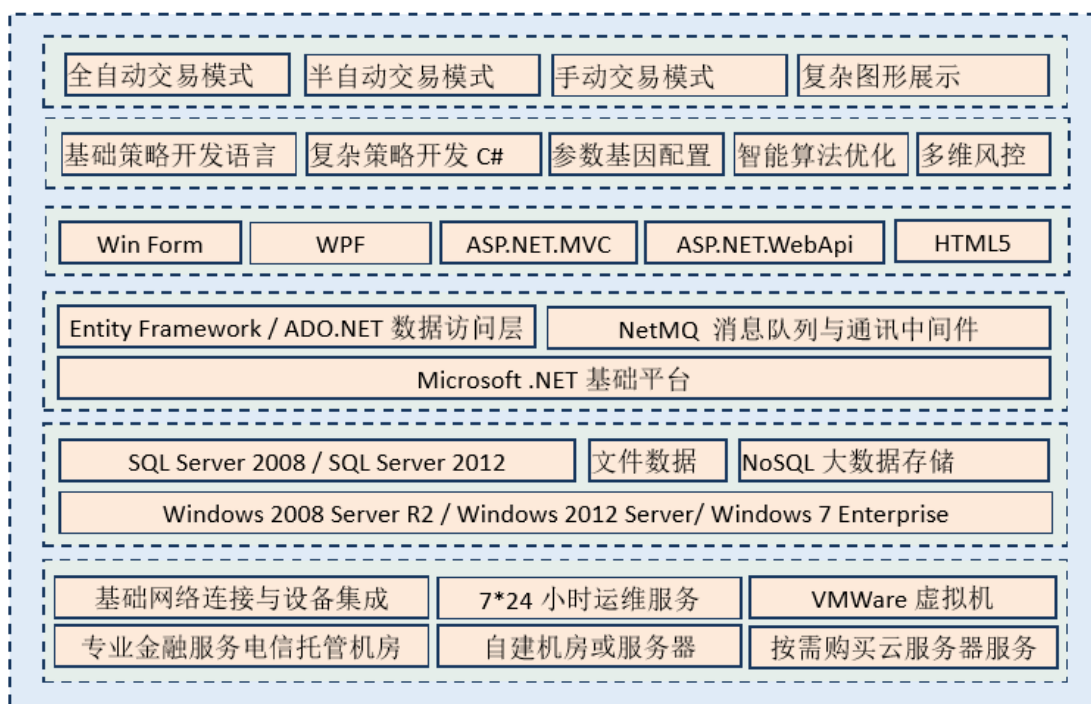 全自动交易模式 半自动交易模式 手动交易模式 复杂图形展示
基础策略开发语言 复杂策略开发 C# 参数基因配置 智能算法优化 多维风控
Win Form WPF ASP.NET.MVC ASP.NET.WebApi HTML5
Entity Framework / ADO.NET 数据访问层 NetMQ 消息队列与通讯中间件
Microsoft .NET 基础平台
SQL Server 2008 / SQL Server 2012 文件数据 NoSQL 大数据存储
Windows 2008 Server R2 / Windows 2012 Server/ Windows 7 Enterprise
基础网络连接与设备集成 7*24 小时运维服务 VMWare 虚拟机
专业金融服务电信托管机房 自建机房或服务器 按需购买云服务器服务